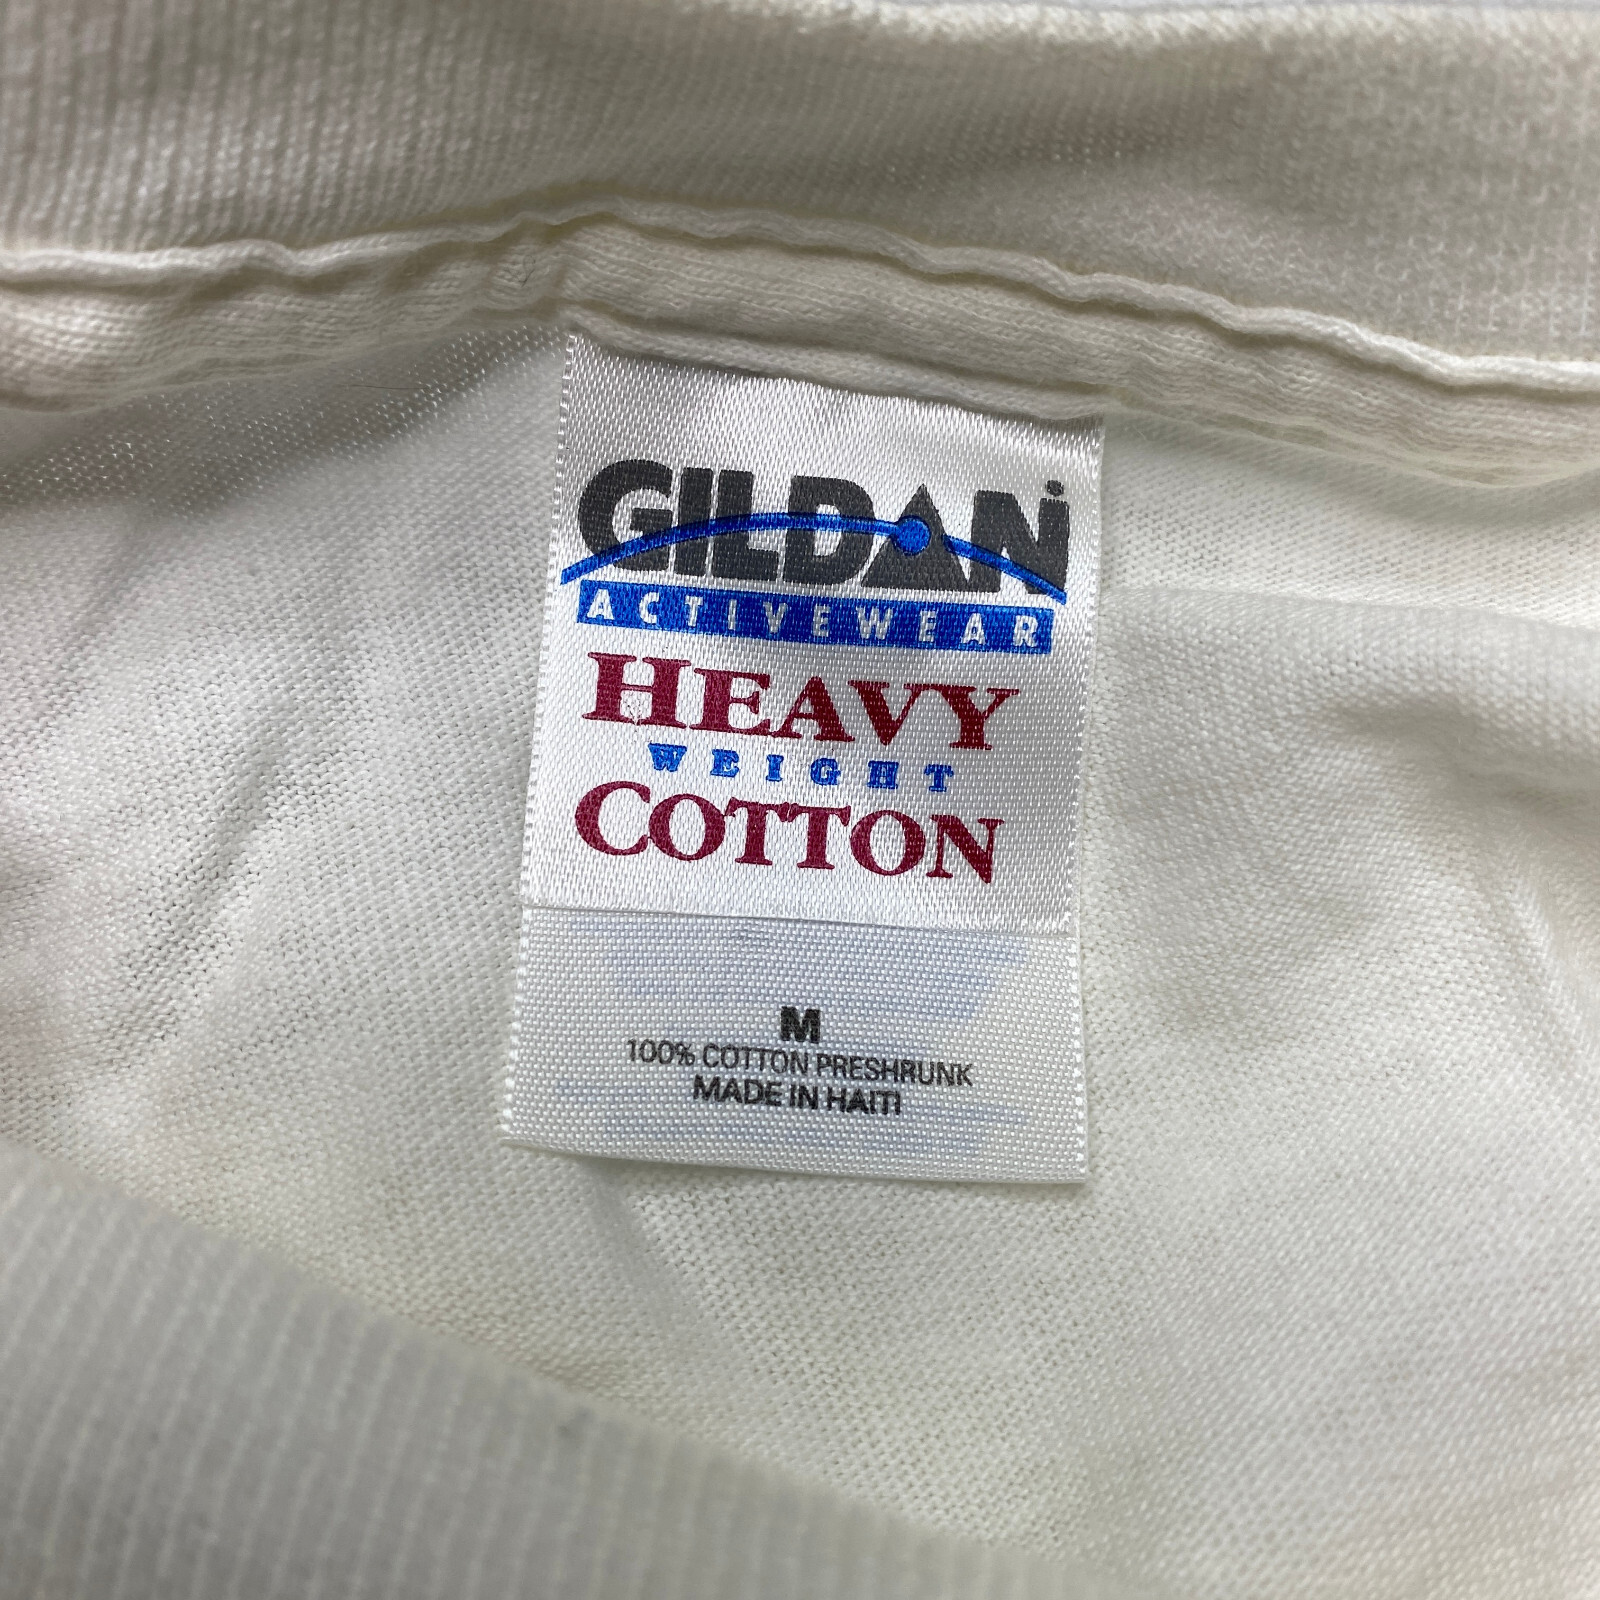 GILDAN
ACTIVEWEAR
HEAVY
WEIGHT
COTTON
M
100% COTTON PRESHRUNK
MADE IN HAITI